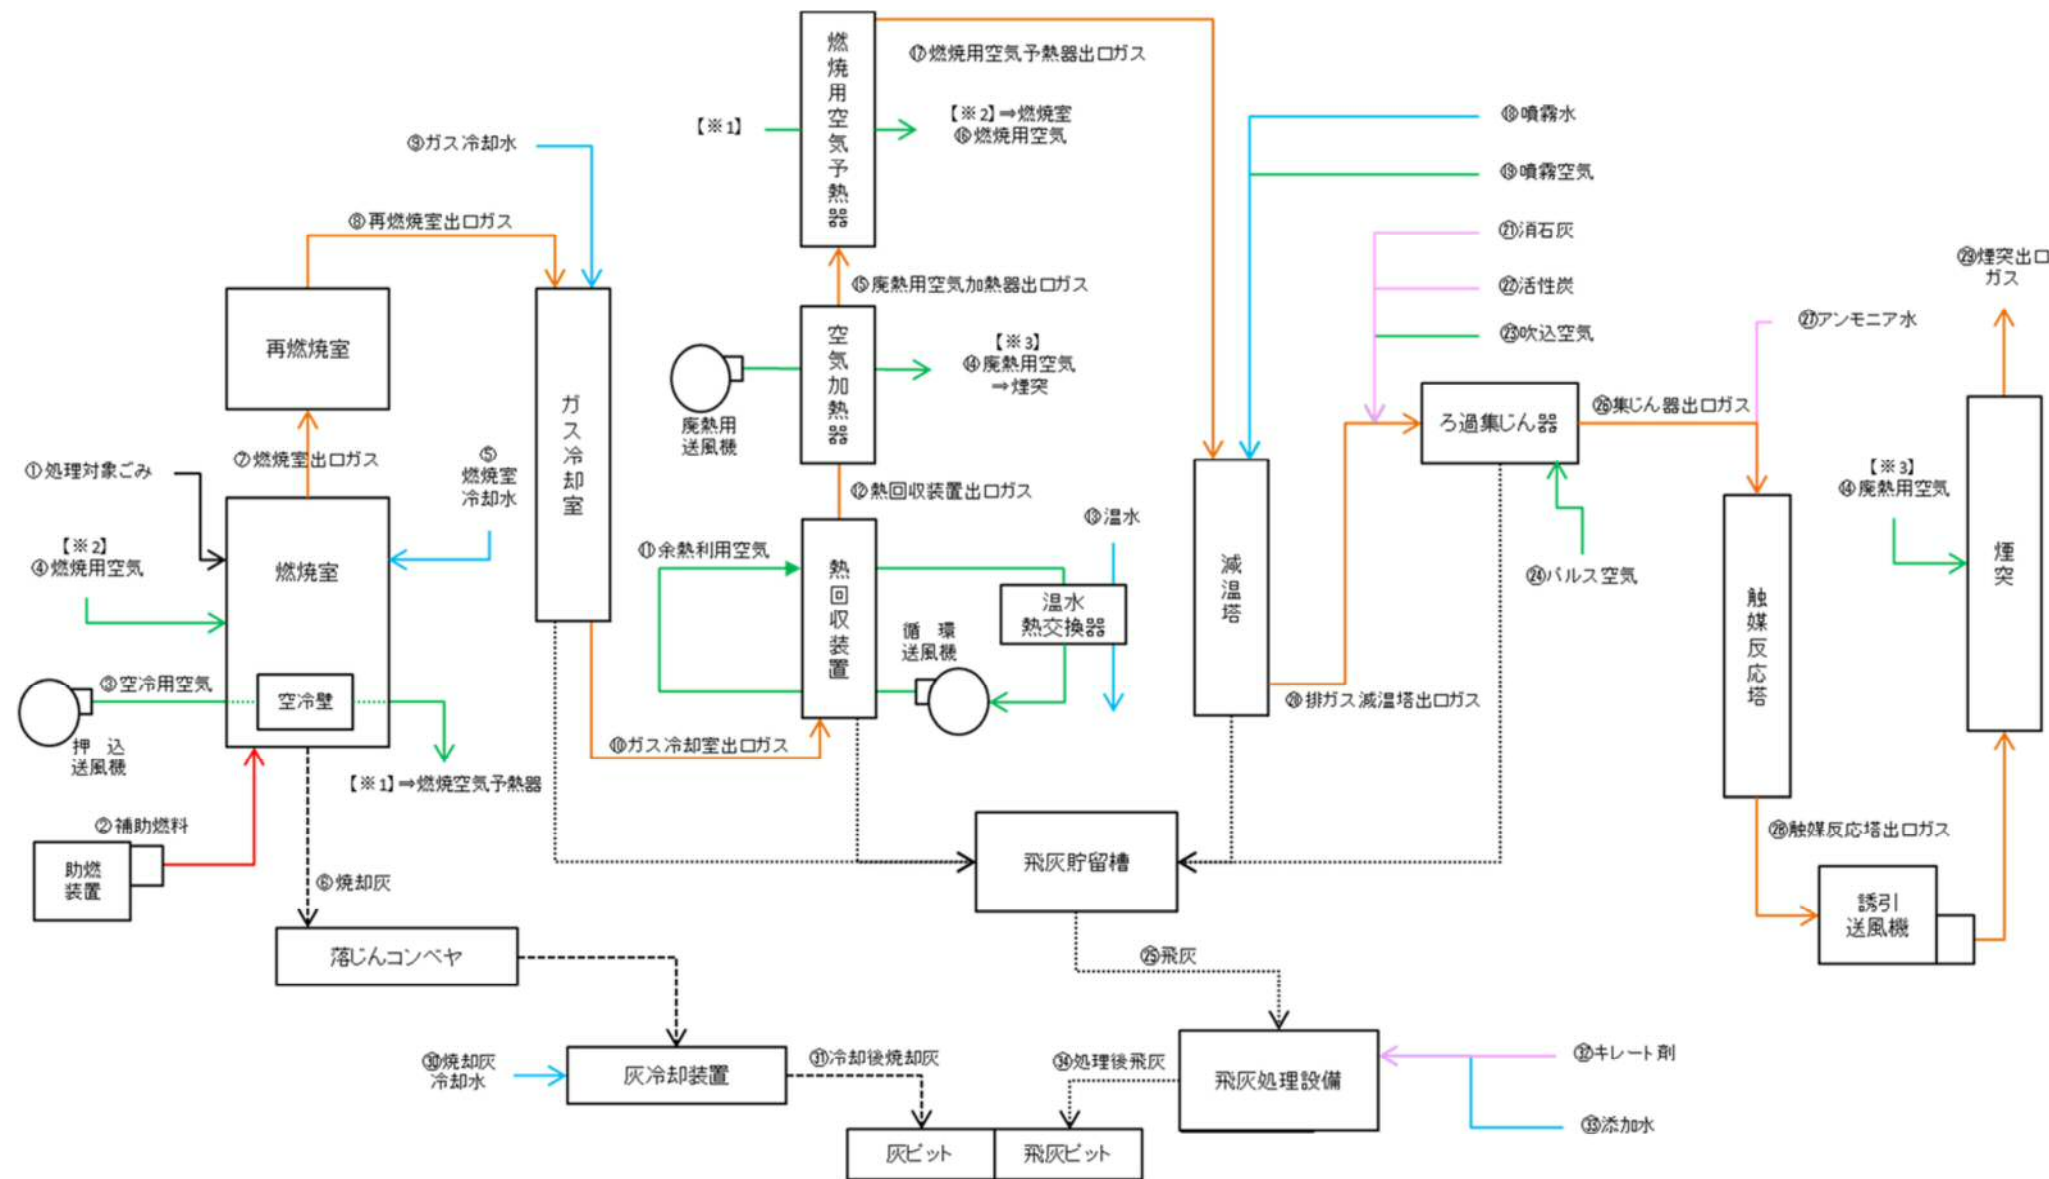 燃焼用空気予熱器
⑰燃焼用空気予熱器出口ガス
【※1】
【※2】⇒燃焼室
⑯燃焼用空気
⑨ガス冷却水
⑱噴霧水
⑲噴霧空気
⑧再燃焼室出口ガス
㉑消石灰
㉒活性炭
㉓吹込空気
㉙煙突出口
ガス
⑮廃熱用空気加熱器出口ガス
再燃焼室
空気加熱器
【※3】
⑭廃熱用空気
⇒煙突
廃熱用
送風機
㉗アンモニア水
ろ過集じん器
㉖集じん器出口ガス
ガス冷却室
①処理対象ごみ
⑦燃焼室出口ガス
⑤
燃焼室
冷却水
⑫熱回収装置出口ガス
⑬温水
【※3】
⑭廃熱用空気
煙突
【※2】
④燃焼用空気
燃焼室
⑪余熱利用空気
熱回収装置
温水
熱交換器
循環
送風機
減温塔
㉔パルス空気
触媒反応塔
③空冷用空気
空冷壁
押込
送風機
【※1】⇒燃焼空気予熱器
⑩ガス冷却室出口ガス
⑳排ガス減温塔出口ガス
②補助燃料
助燃
装置
⑥焼却灰
飛灰貯留槽
㉘触媒反応塔出口ガス
誘引
送風機
落じんコンベヤ
㉕飛灰
㉚焼却灰
冷却水
灰冷却装置
㉛冷却後焼却灰
㉞処理後飛灰
飛灰処理設備
㉜キレート剤
㉝添加水
灰ピット
飛灰ピット